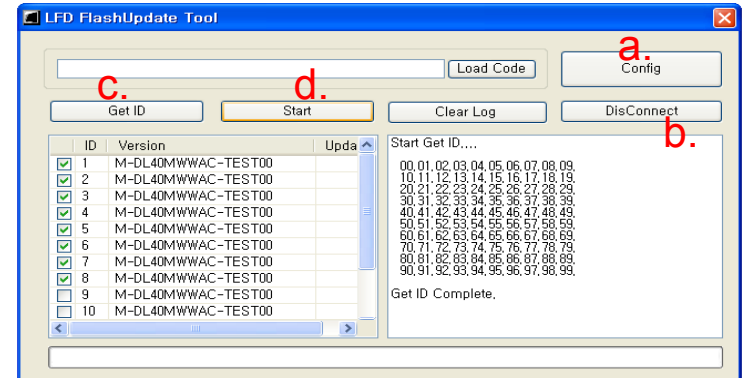 LFD FlashUpdate Tool
a.
Load Code
Config
c.
d.
Get ID
Start
Clear Log
DisConnect
b.
ID Version Upda
1 M-DL40MWWAC-TEST00
2 M-DL40MWWAC-TEST00
3 M-DL40MWWAC-TEST00
4 M-DL40MWWAC-TEST00
5 M-DL40MWWAC-TEST00
6 M-DL40MWWAC-TEST00
7 M-DL40MWWAC-TEST00
8 M-DL40MWWAC-TEST00
9 M-DL40MWWAC-TEST00
10 M-DL40MWWAC-TEST00
Start Get ID....
00, 01, 02, 03, 04, 05, 06, 07, 08, 09,
10, 11, 12, 13, 14, 15, 16, 17, 18, 19,
20, 21, 22, 23, 24, 25, 26, 27, 28, 29,
30, 31, 32, 33, 34, 35, 36, 37, 38, 39,
40, 41, 42, 43, 44, 45, 46, 47, 48, 49,
50, 51, 52, 53, 54, 55, 56, 57, 58, 59,
60, 61, 62, 63, 64, 65, 66, 67, 68, 69,
70, 71, 72, 73, 74, 75, 76, 77, 78, 79,
80, 81, 82, 83, 84, 85, 86, 87, 88, 89,
90, 91, 92, 93, 94, 95, 96, 97, 98, 99,
Get ID Complete,